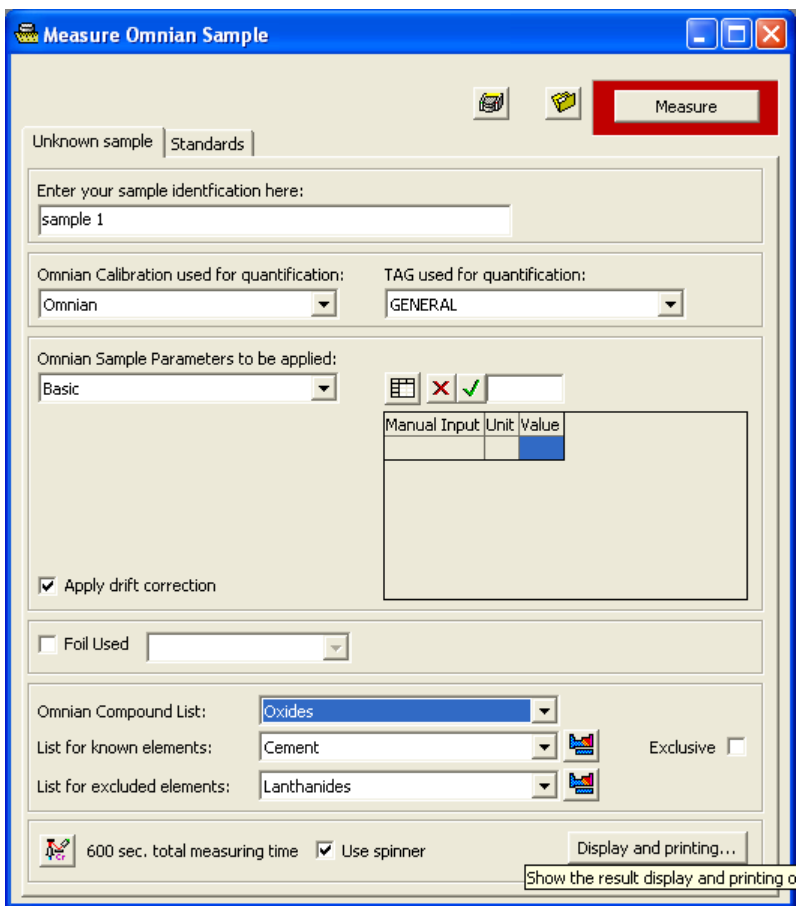 Measure Omnian Sample
Measure
Unknown sample Standards
Enter your sample identfication here:
sample 1
Omnian Calibration used for quantification: TAG used for quantification:
Omnian GENERAL
Omnian Sample Parameters to be applied:
Basic
Manual Input Unit Value
Apply drift correction
Foil Used
Omnian Compound List: Oxides
List for known elements: Cement Exclusive
List for excluded elements: Lanthanides
Cr 600 sec. total measuring time Use spinner Display and printing...
Show the result display and printing o